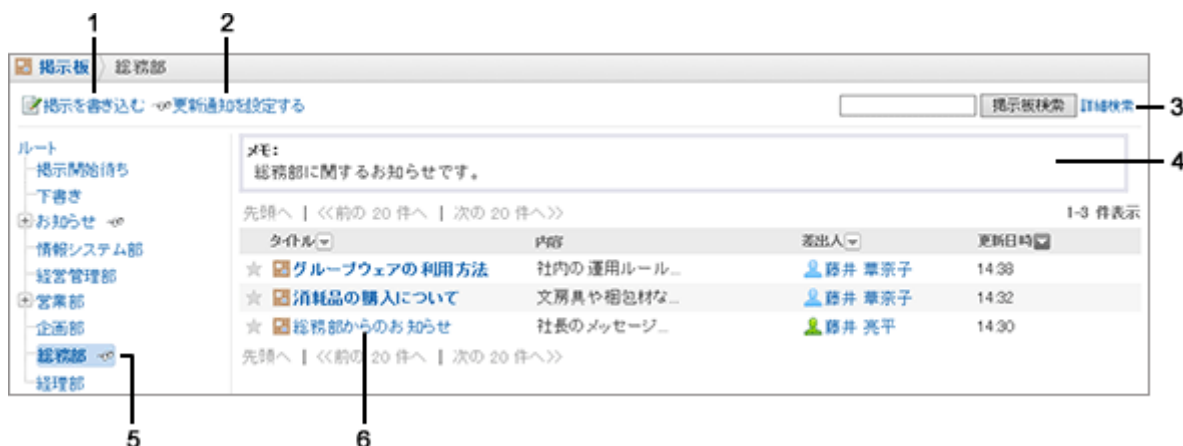 1 2
掲示板 総務部
掲示を書き込む 更新通知を設定する 掲示板検索 詳細検索 3
ルート
掲示開始待ち
下書き
お知らせ
情報システム部
経営管理部
営業部
企画部
総務部
経理部
メモ:
総務部に関するお知らせです。 4
先頭へ | <<前の 20 件へ | 次の 20 件へ>> 1-3 件表示
タイトル 内容 差出人 更新日時
グループウェアの利用方法 社内の運用ルール... 藤井 華奈子 14:38
消耗品の購入について 文房具や梱包材な... 藤井 華奈子 14:32
総務部からのお知らせ 社長のメッセージ... 藤井 亮平 14:30
先頭へ | <<前の 20 件へ | 次の 20 件へ>>
5 6